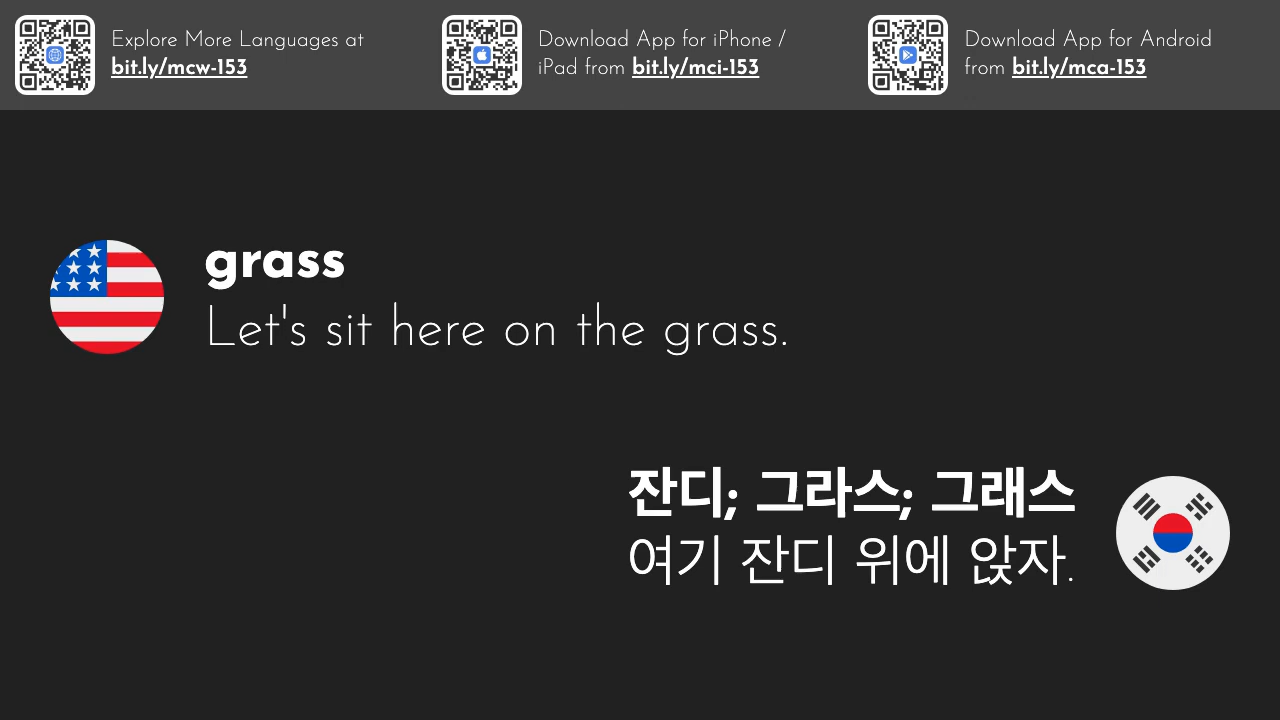 Explore More Languages at
bit.ly/mcw-153
Download App for iPhone /
iPad from bit.ly/mci-153
Download App for Android
from bit.ly/mca-153
grass
Let's sit here on the grass.
잔디; 그라스; 그래스
여기 잔디 위에 앉자.